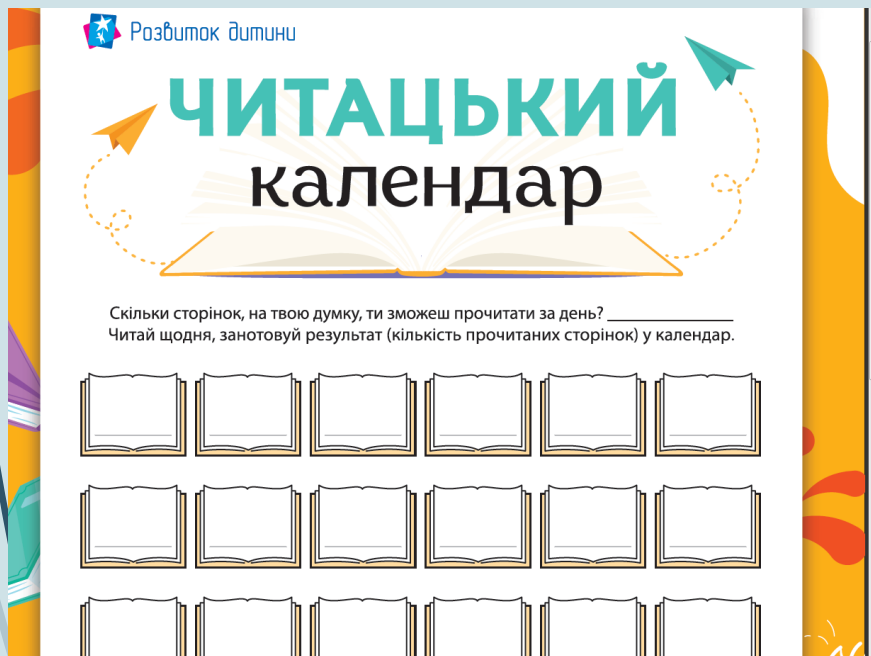 Розвиток дитини
ЧИТАЦЬКИЙ
календар
Скільки сторінок, на твою думку, ти зможеш прочитати за день? ______________
Читай щодня, занотовуй результат (кількість прочитаних сторінок) у календар.